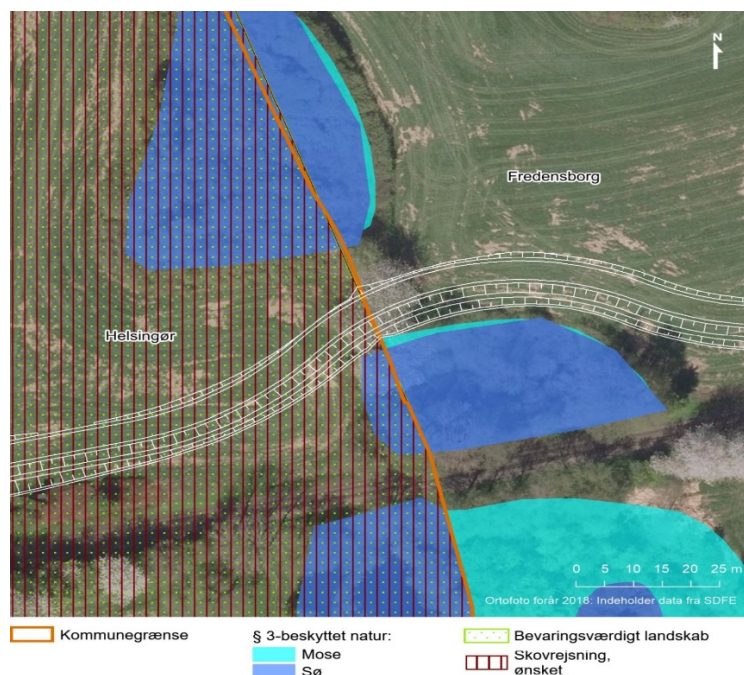 N
Fredensborg
Helsingør
0 5 10 15 20 25 m
Ortofoto forår 2018: Indeholder data fra SDFE
Kommunegrænse
§ 3-beskyttet natur:
Mose
Sø
Bevaringsværdigt landskab
Skovrejsning,
ønsket